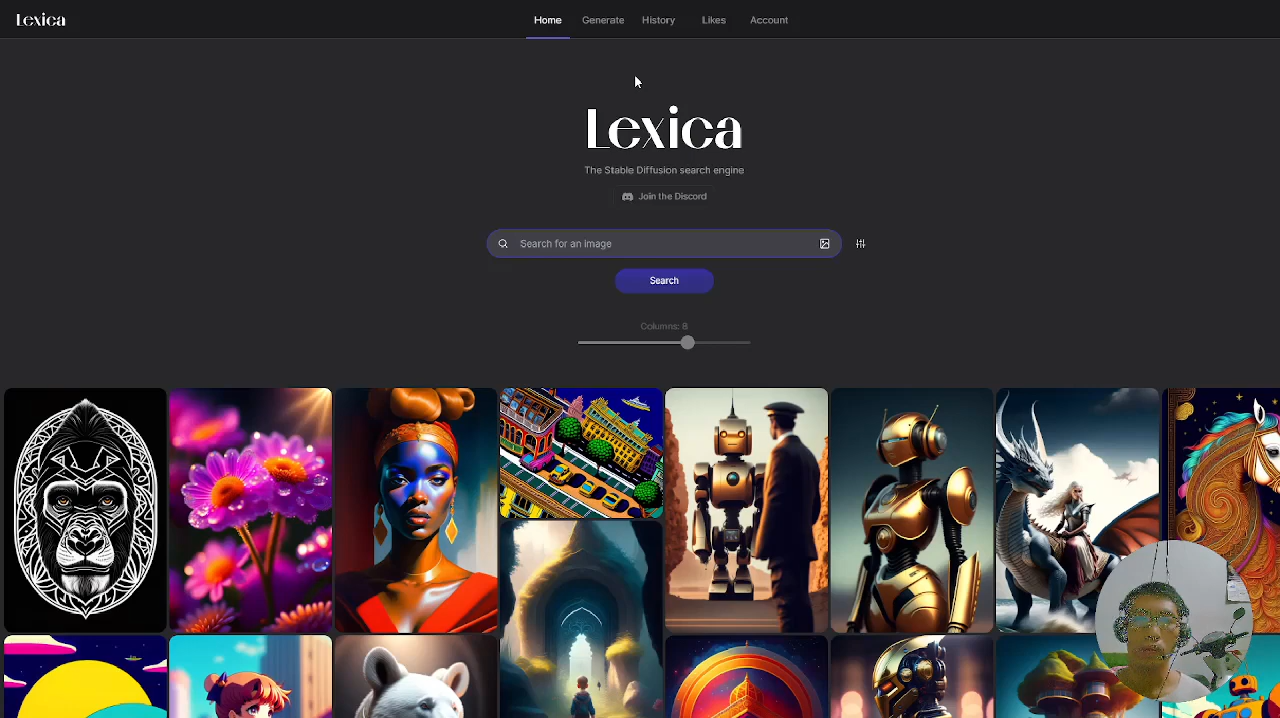 Lexica
Home Generate History Likes Account
Lexica
The Stable Diffusion search engine
Join the Discord
Search for an image
Search
Columns: 8